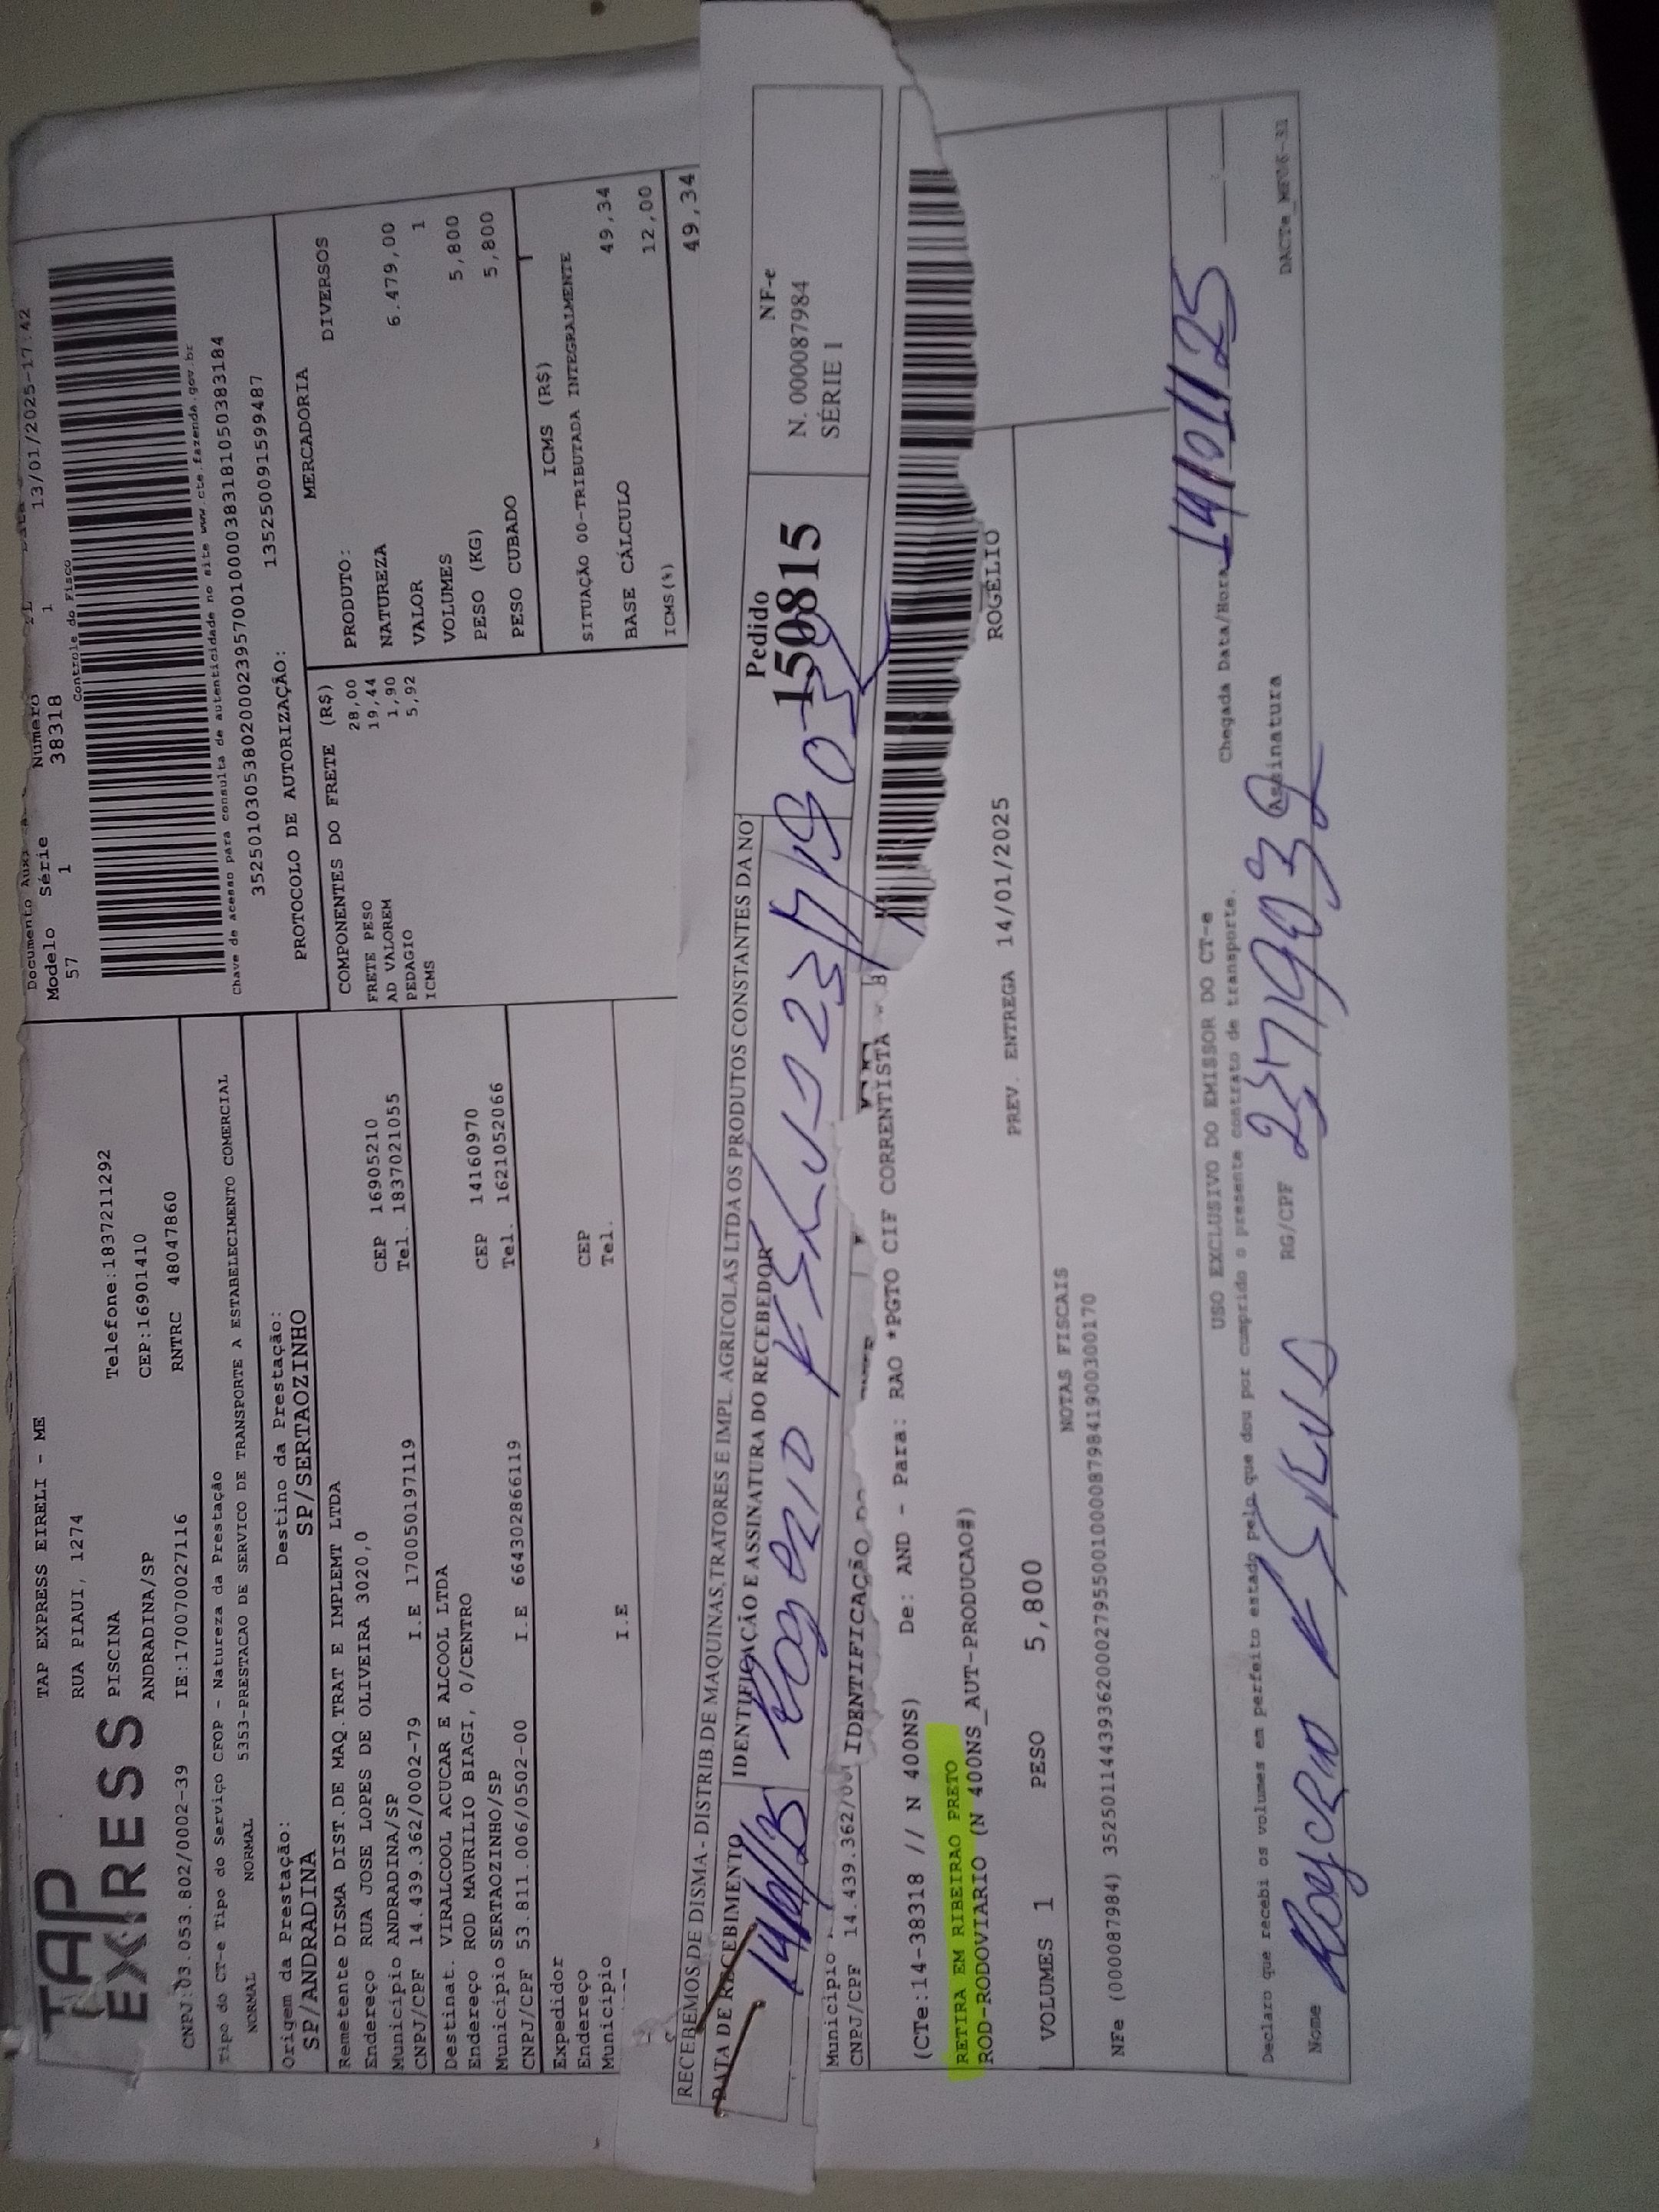 TAP
EXPRESS
TAP EXPRESS EIRELI - ME
RUA PIAUI, 1274
PISCINA
Telefone:1837211292
ANDRADINA/SP
CEP:16901410
CNPJ:03.053.802/0002-39
IE:170070027116
RNTRC 48047860
Modelo Série Número
57 1 38318 1 13/01/2025-17:42
Controle do Fisco
Chave de acesso para consulta de autenticidade no site www.cte.fazenda.gov.br
35250103053802000239570010000383181050383184
PROTOCOLO DE AUTORIZAÇÃO:
135250091599487
Tipo do CT-e Tipo do Serviço CFOP - Natureza da Prestação
NORMAL NORMAL 5353-PRESTACAO DE SERVICO DE TRANSPORTE A ESTABELECIMENTO COMERCIAL
Origem da Prestação: Destino da Prestação:
SP/ANDRADINA SP/SERTAOZINHO
Remetente DISMA DIST.DE MAQ.TRAT E IMPLEMT LTDA
Endereço RUA JOSE LOPES DE OLIVEIRA 3020,0 CEP 16905210
Município ANDRADINA/SP Tel. 1837021055
CNPJ/CPF 14.439.362/0002-79 I.E 170050197119
Destinat. VIRALCOOL ACUCAR E ALCOOL LTDA
Endereço ROD MAURILIO BIAGI, 0/CENTRO CEP 14160970
Município SERTAOZINHO/SP Tel. 1621052066
CNPJ/CPF 53.811.006/0502-00 I.E 664302866119
Expedidor
Endereço CEP
Município Tel.
I.E
COMPONENTES DO FRETE (R$)
FRETE PESO 28,00
AD VALOREM 19,44
PEDAGIO 1,90
ICMS 5,92
MERCADORIA
PRODUTO: DIVERSOS
NATUREZA
VALOR 6.479,00
VOLUMES 1
PESO (KG) 5,800
PESO CUBADO 5,800
ICMS (R$)
SITUAÇÃO 00-TRIBUTADA INTEGRALMENTE
BASE CÁLCULO 49,34
ICMS(%) 12,00
49,34
RECEBEMOS DE DISMA - DISTRIB.DE MAQUINAS,TRATORES E IMPL. AGRICOLAS LTDA OS PRODUTOS CONSTANTES DA NO
DATA DE RECEBIMENTO IDENTIFICAÇÃO E ASSINATURA DO RECEBEDOR
Pedido
150815
NF-e
N. 000087984
SÉRIE 1
Município
CNPJ/CPF 14.439.362/00 IDENTIFICAÇÃO
(CTe:14-38318 // N 400NS) De: AND - Para: RAO *PGTO CIF CORRENTISTA
RETIRA EM RIBEIRAO PRETO
ROD-RODOVIARIO (N 400NS_AUT-PRODUCAO#)
VOLUMES 1 PESO 5,800 PREV. ENTREGA 14/01/2025 ROGÉLIO
NOTAS FISCAIS
NFe (000087984) 35250114439362000279550010000879841900300170
USO EXCLUSIVO DO EMISSOR DO CT-e
Declaro que recebi os volumes em perfeito estado pelo que dou por cumprido o presente contrato de transporte.
Chegada Data/Hora: 14/01/25
Nome RG/CPF Assinatura